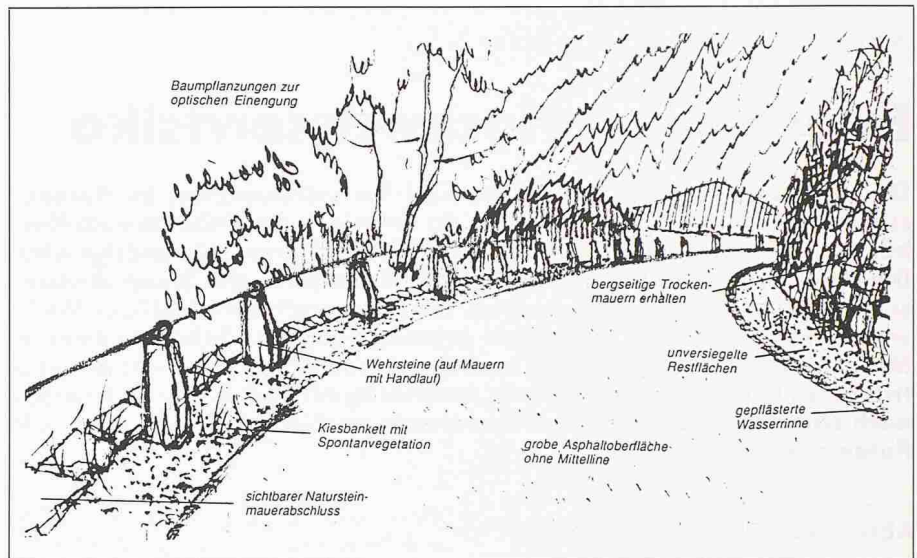 Baumpflanzungen zur
optischen Einengung
bergseitige Trocken-
mauern erhalten
Wehrsteine (auf Mauern
mit Handlauf)
unversiegelte
Restflächen
gepflästerte
Wasserrinne
Kiesbankett mit
Spontanvegetation
grobe Asphaltoberfläche
ohne Mittelline
sichtbarer Naturstein-
mauerabschluss